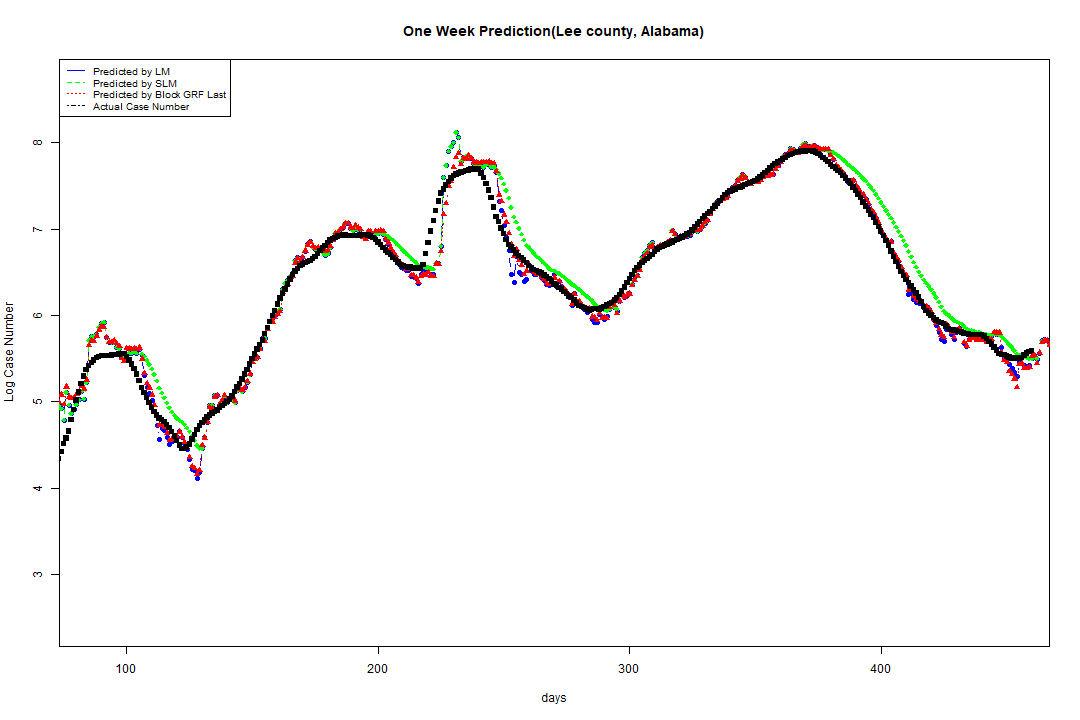 One Week Prediction(Lee county, Alabama)
Predicted by LM
Predicted by SLM
Predicted by Block GRF Last
Actual Case Number
Log Case Number
8
7
6
5
4
3
100 200 300 400
days